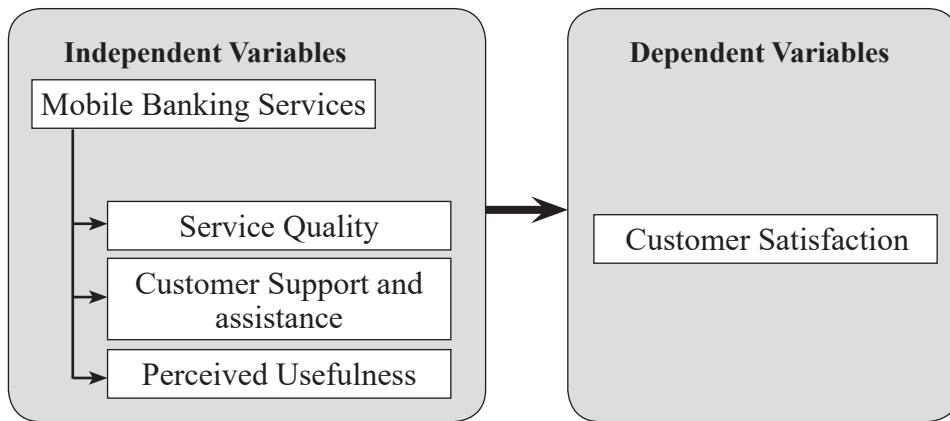 Independent Variables
Mobile Banking Services
Service Quality
Customer Support and
assistance
Perceived Usefulness
Dependent Variables
Customer Satisfaction